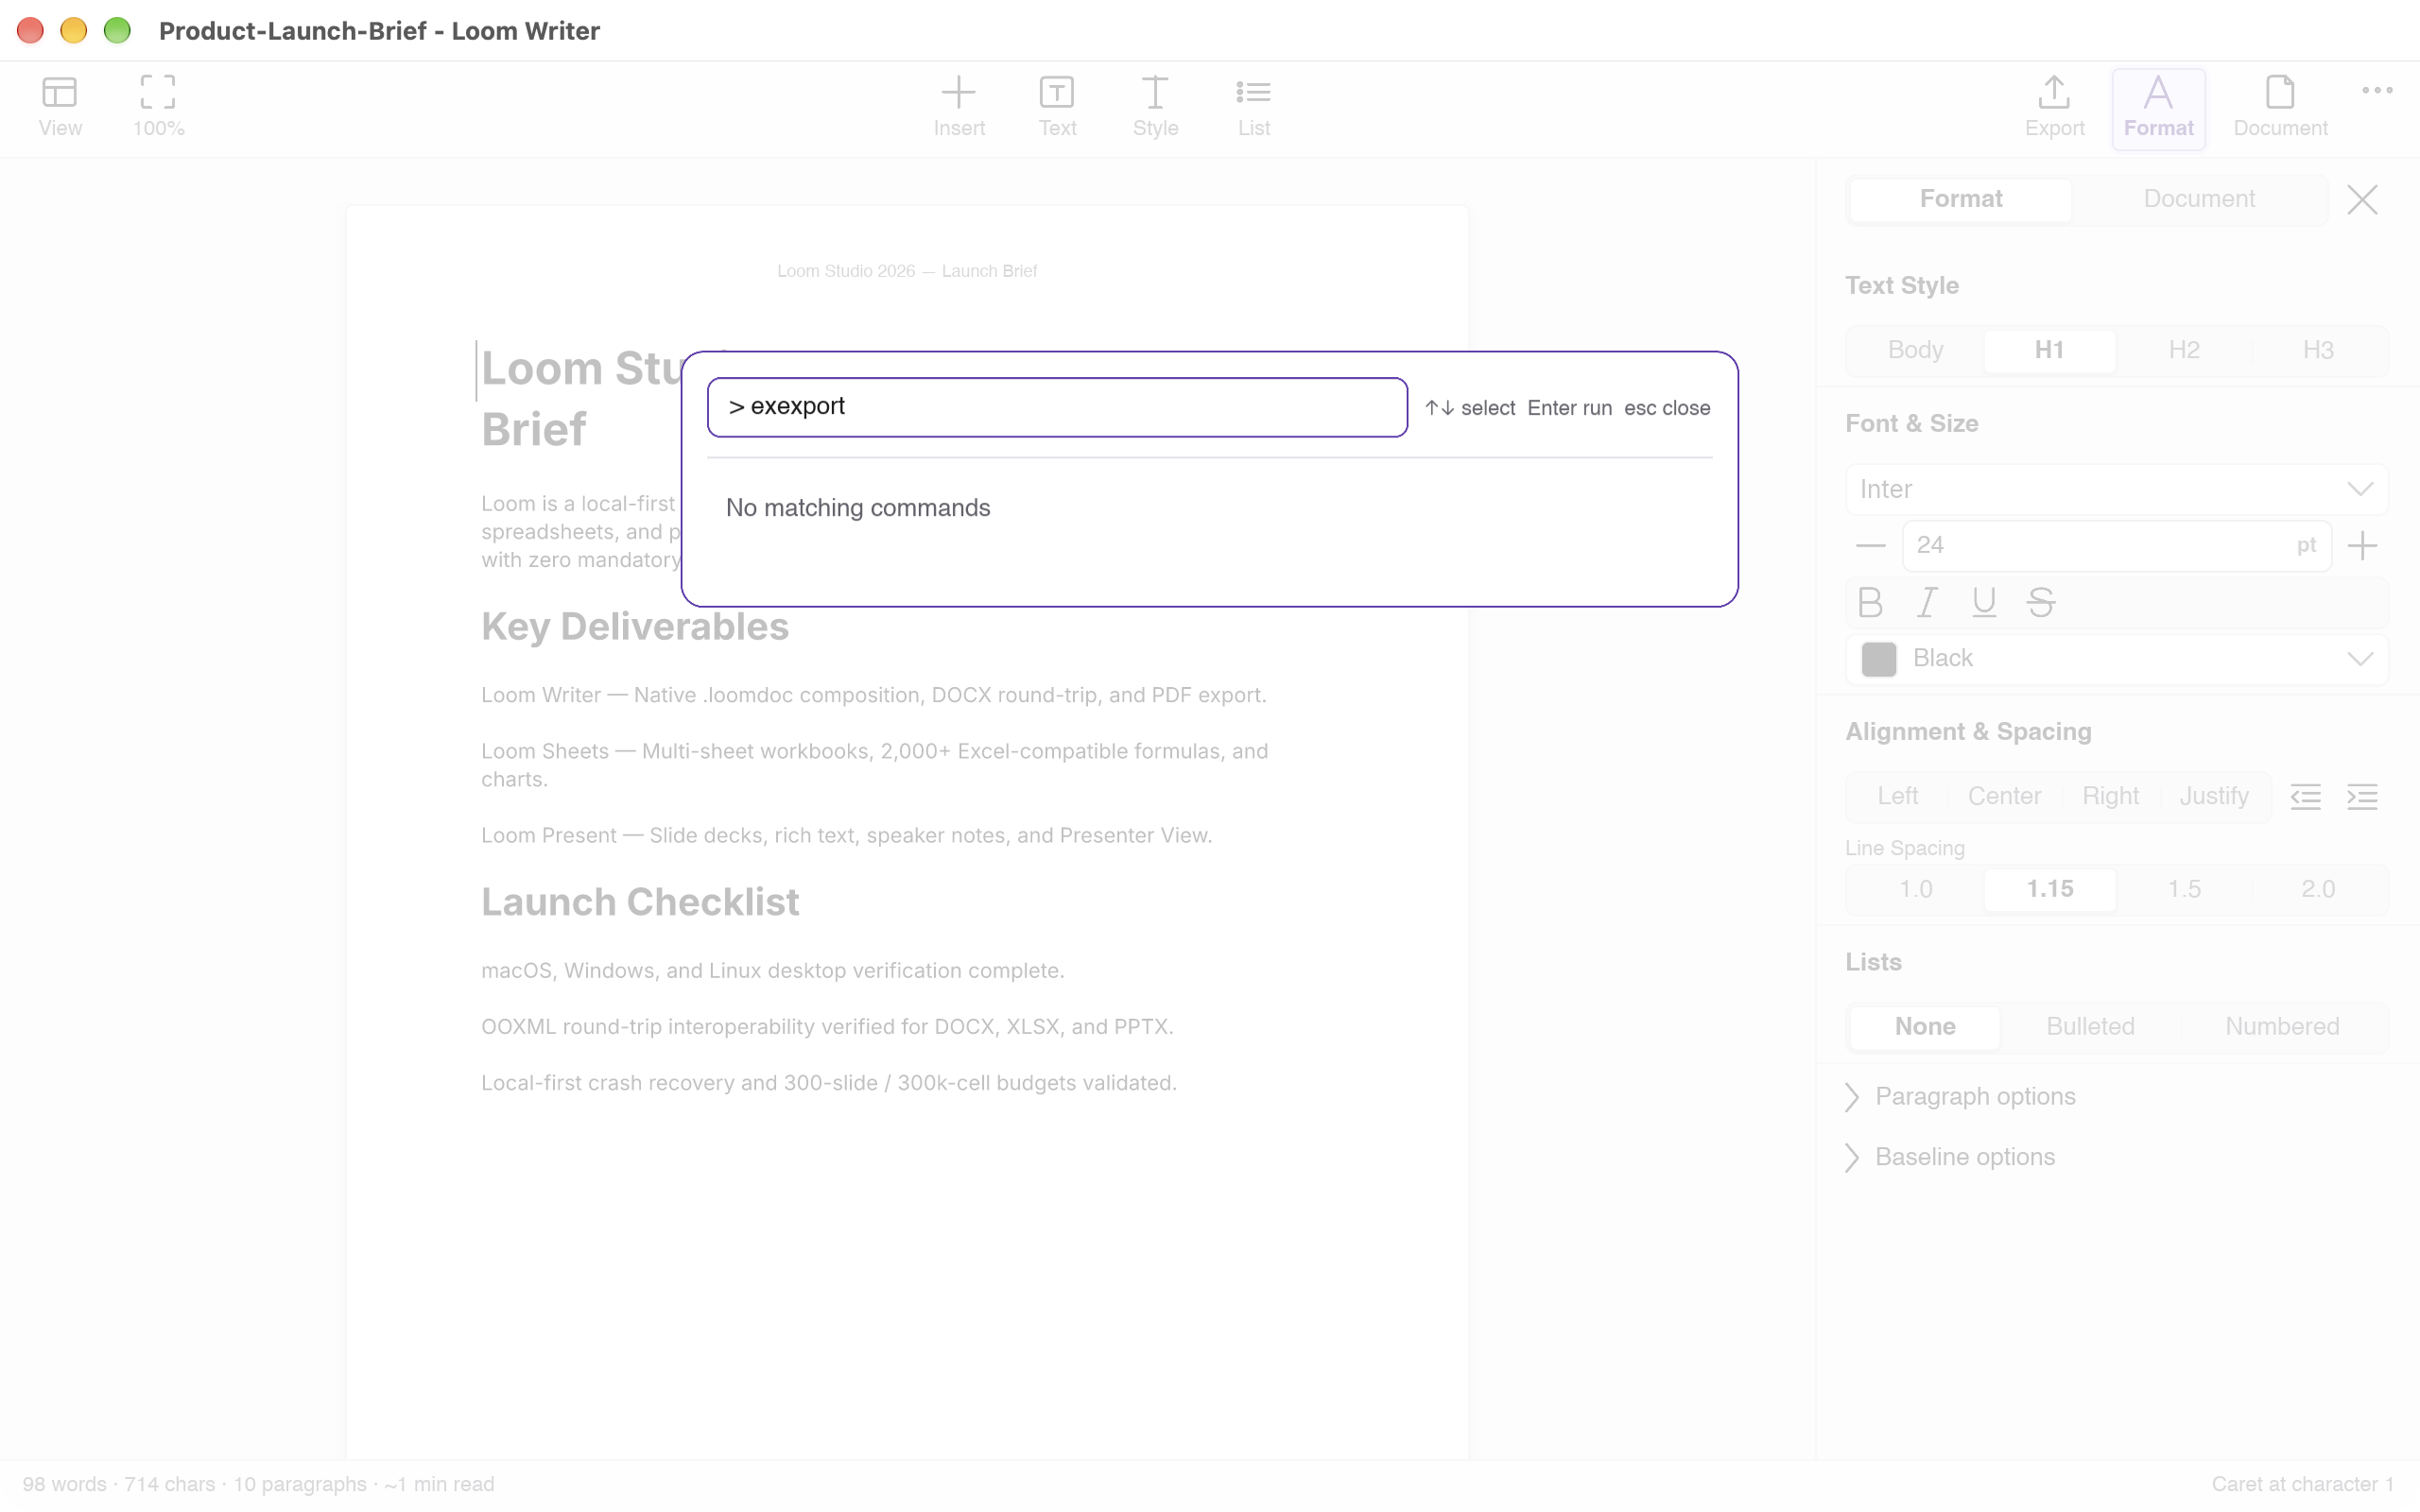 Product-Launch-Brief - Loom Writer
View
100%
Insert
Text
Style
List
Export
Format
Document
Format
Document
Loom Studio 2026 — Launch Brief
Loom Stu
Brief
> exexport
↑↓ select Enter run esc close
No matching commands
Loom is a local-first
spreadsheets, and p
with zero mandatory
Key Deliverables
Loom Writer — Native .loomdoc composition, DOCX round-trip, and PDF export.
Loom Sheets — Multi-sheet workbooks, 2,000+ Excel-compatible formulas, and
charts.
Loom Present — Slide decks, rich text, speaker notes, and Presenter View.
Launch Checklist
macOS, Windows, and Linux desktop verification complete.
OOXML round-trip interoperability verified for DOCX, XLSX, and PPTX.
Local-first crash recovery and 300-slide / 300k-cell budgets validated.
Text Style
Body H1 H2 H3
Font & Size
Inter
24 pt
B I U S
Black
Alignment & Spacing
Left Center Right Justify
Line Spacing
1.0 1.15 1.5 2.0
Lists
None Bulleted Numbered
Paragraph options
Baseline options
98 words · 714 chars · 10 paragraphs · ~1 min read
Caret at character 1